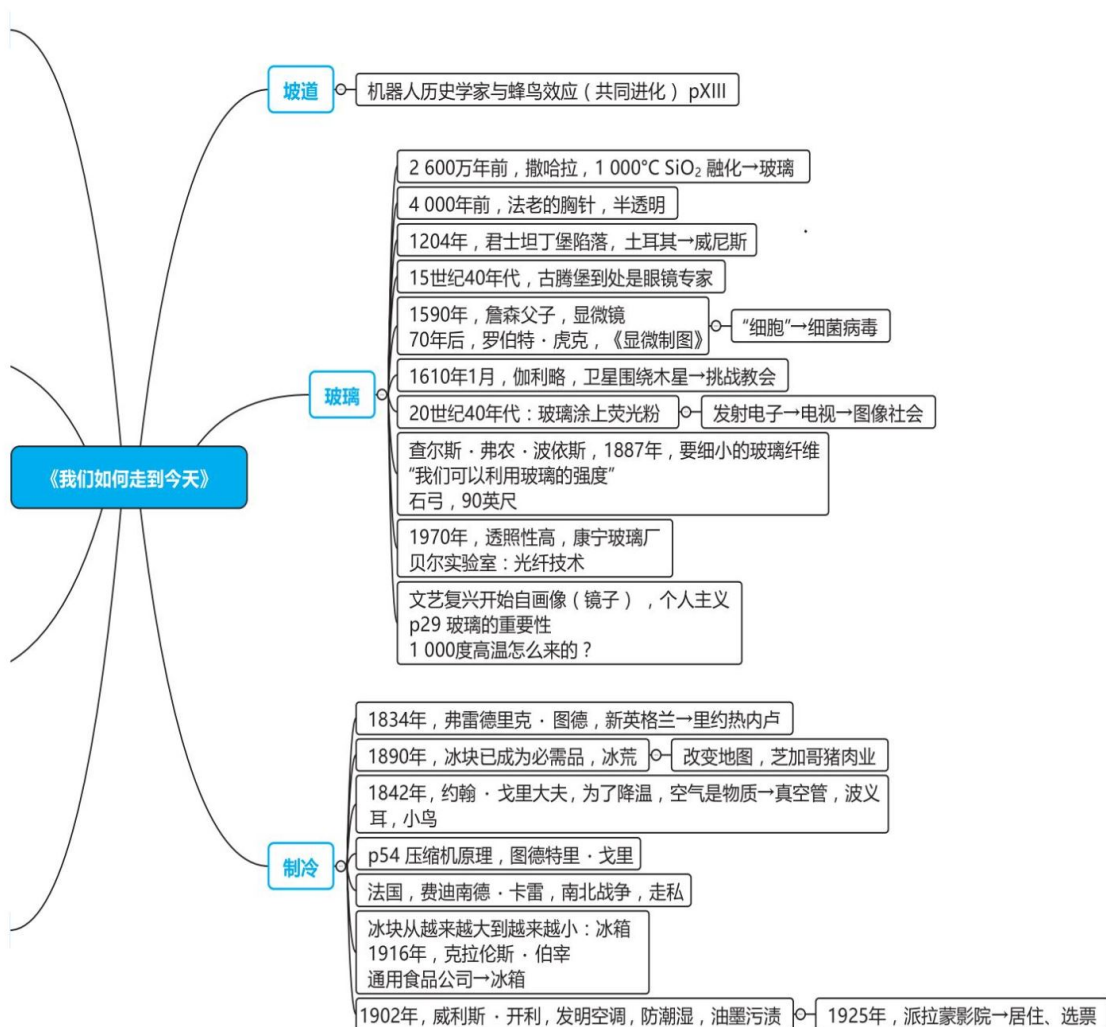 《我们如何走到今天》
坡道
机器人历史学家与蜂鸟效应（共同进化）pXIII
玻璃
2 600万年前，撒哈拉，1 000°C SiO₂ 融化→玻璃
4 000年前，法老的胸针，半透明
1204年，君士坦丁堡陷落，土耳其→威尼斯
15世纪40年代，古腾堡到处是眼镜专家
1590年，詹森父子，显微镜
70年后，罗伯特·虎克，《显微制图》
“细胞”→细菌病毒
1610年1月，伽利略，卫星围绕木星→挑战教会
20世纪40年代：玻璃涂上荧光粉
发射电子→电视→图像社会
查尔斯·弗农·波依斯，1887年，要细小的玻璃纤维
“我们可以利用玻璃的强度”
石弓，90英尺
1970年，透照性高，康宁玻璃厂
贝尔实验室：光纤技术
文艺复兴开始自画像（镜子），个人主义
p29 玻璃的重要性
1 000度高温怎么来的？
制冷
1834年，弗雷德里克·图德，新英格兰→里约热内卢
1890年，冰块已成为必需品，冰荒
改变地图，芝加哥猪肉业
1842年，约翰·戈里大夫，为了降温，空气是物质→真空管，波义
耳，小鸟
p54 压缩机原理，图德特里·戈里
法国，费迪南德·卡雷，南北战争，走私
冰块从越来越大到越来越小：冰箱
1916年，克拉伦斯·伯宰
通用食品公司→冰箱
1902年，威利斯·开利，发明空调，防潮湿，油墨污渍
1925年，派拉蒙影院→居住、选票